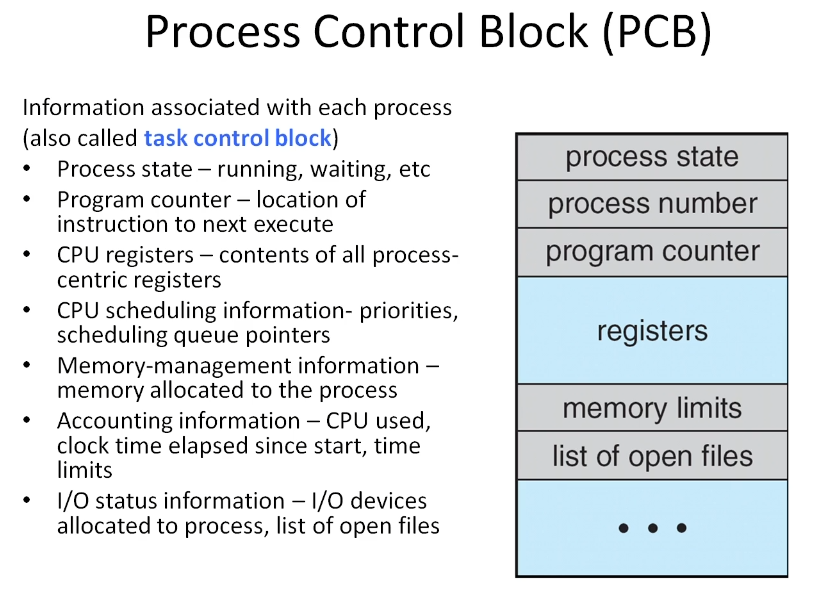 Process Control Block (PCB)
Information associated with each process
(also called task control block)
• Process state – running, waiting, etc
• Program counter – location of
instruction to next execute
• CPU registers – contents of all process-
centric registers
• CPU scheduling information- priorities,
scheduling queue pointers
• Memory-management information –
memory allocated to the process
• Accounting information – CPU used,
clock time elapsed since start, time
limits
• I/O status information – I/O devices
allocated to process, list of open files
process state
process number
program counter
registers
memory limits
list of open files
• • •